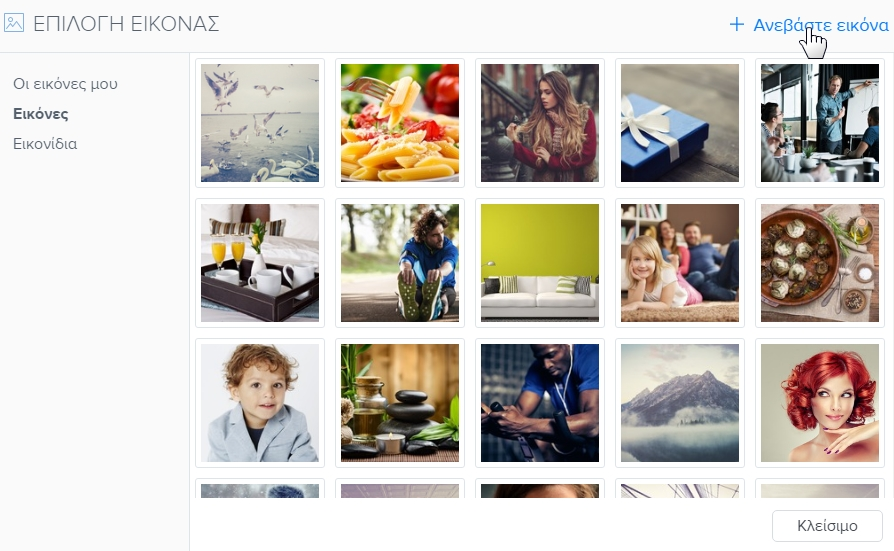 ΕΠΙΛΟΓΗ ΕΙΚΟΝΑΣ
+ Ανεβάστε εικόνα
Οι εικόνες μου
Εικόνες
Εικονίδια
Κλείσιμο